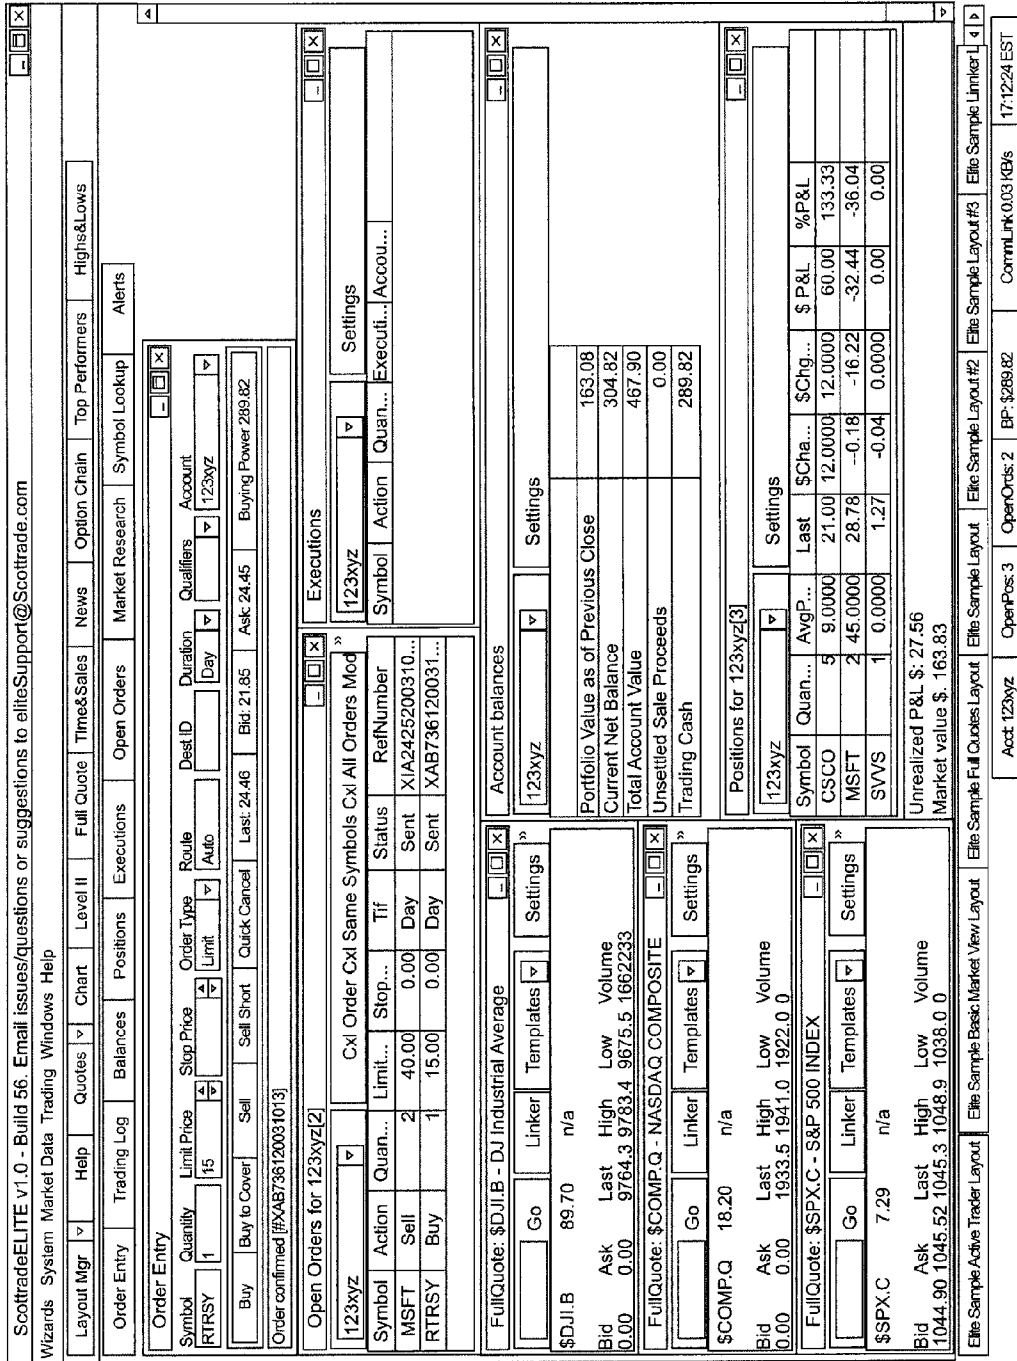 ScottradeELITE v1.0 - Build 56. Email issues/questions or suggestions to eliteSupport@Scottrade.com
Wizards System Market Data Trading Windows Help
Layout Mgr Help Quotes Chart Level II Full Quote Time&Sales News Option Chain Top Performers Highs&Lows
Order Entry Trading Log Balances Positions Executions Open Orders Market Research Symbol Lookup Alerts
Order Entry
Symbol Quantity Limit Price Stop Price Order Type Route Dest ID Duration Qualifiers Account
RTRSY 1 15 Limit Auto Day 123xyz
Buy Buy to Cover Sell Sell Short Quick Cancel Last: 24.46 Bid: 21.85 Ask: 24.45 Buying Power 289.82
Order confirmed [#XAB736120031013]
Open Orders for 123xyz[2]
123xyz Cxl Order Cxl Same Symbols Cxl All Orders Mod »
Symbol Action Quan... Limit... Stop... Tif Status RefNumber
MSFT Sell 2 40.00 0.00 Day Sent XIA242520031 0...
RTRSY Buy 1 15.00 0.00 Day Sent XAB736120031...
Executions
123xyz Settings
Symbol Action Quan... Executi... Accou...
FullQuote: $DJI.B - DJ Industrial Average
Go Linker Templates Settings »
$DJI.B 89.70 n/a
Bid Ask Last High Low Volume
0.00 0.00 9764.3 9783.4 9675.5 1662233
FullQuote: $COMP.Q - NASDAQ COMPOSITE
Go Linker Templates Settings »
$COMP.Q 18.20 n/a
Bid Ask Last High Low Volume
0.00 0.00 1933.5 1941.0 1922.0 0
FullQuote: $SPX.C - S&P 500 INDEX
Go Linker Templates Settings »
$SPX.C 7.29 n/a
Bid Ask Last High Low Volume
1044.90 1045.52 1045.3 1048.9 1038.0 0
Account balances
123xyz Settings
Portfolio Value as of Previous Close 163.08
Current Net Balance 304.82
Total Account Value 467.90
Unsettled Sale Proceeds 0.00
Trading Cash 289.82
Positions for 123xyz[3]
123xyz Settings
Symbol Quan... AvgP... Last $Cha... $Chg... $ P&L %P&L
CSCO 5 9.0000 21.00 12.0000 12.0000 60.00 133.33
MSFT 2 45.0000 28.78 --0.18 -16.22 -32.44 -36.04
SVVS 1 0.0000 1.27 -0.04 0.0000 0.00 0.00
Unrealized P&L $: 27.56
Market value $. 163.83
Elite Sample Active Trader Layout Elite Sample Basic Market View Layout Elite Sample Full Quotes Layout Elite Sample Layout Elite Sample Layout #2 Elite Sample Layout #3 Elite Sample Linnker L
Acct: 123xyz OpenPos: 3 OpenOrds: 2 BP: $289.82 CommLink 0.03 KB/s 17:12:24 EST